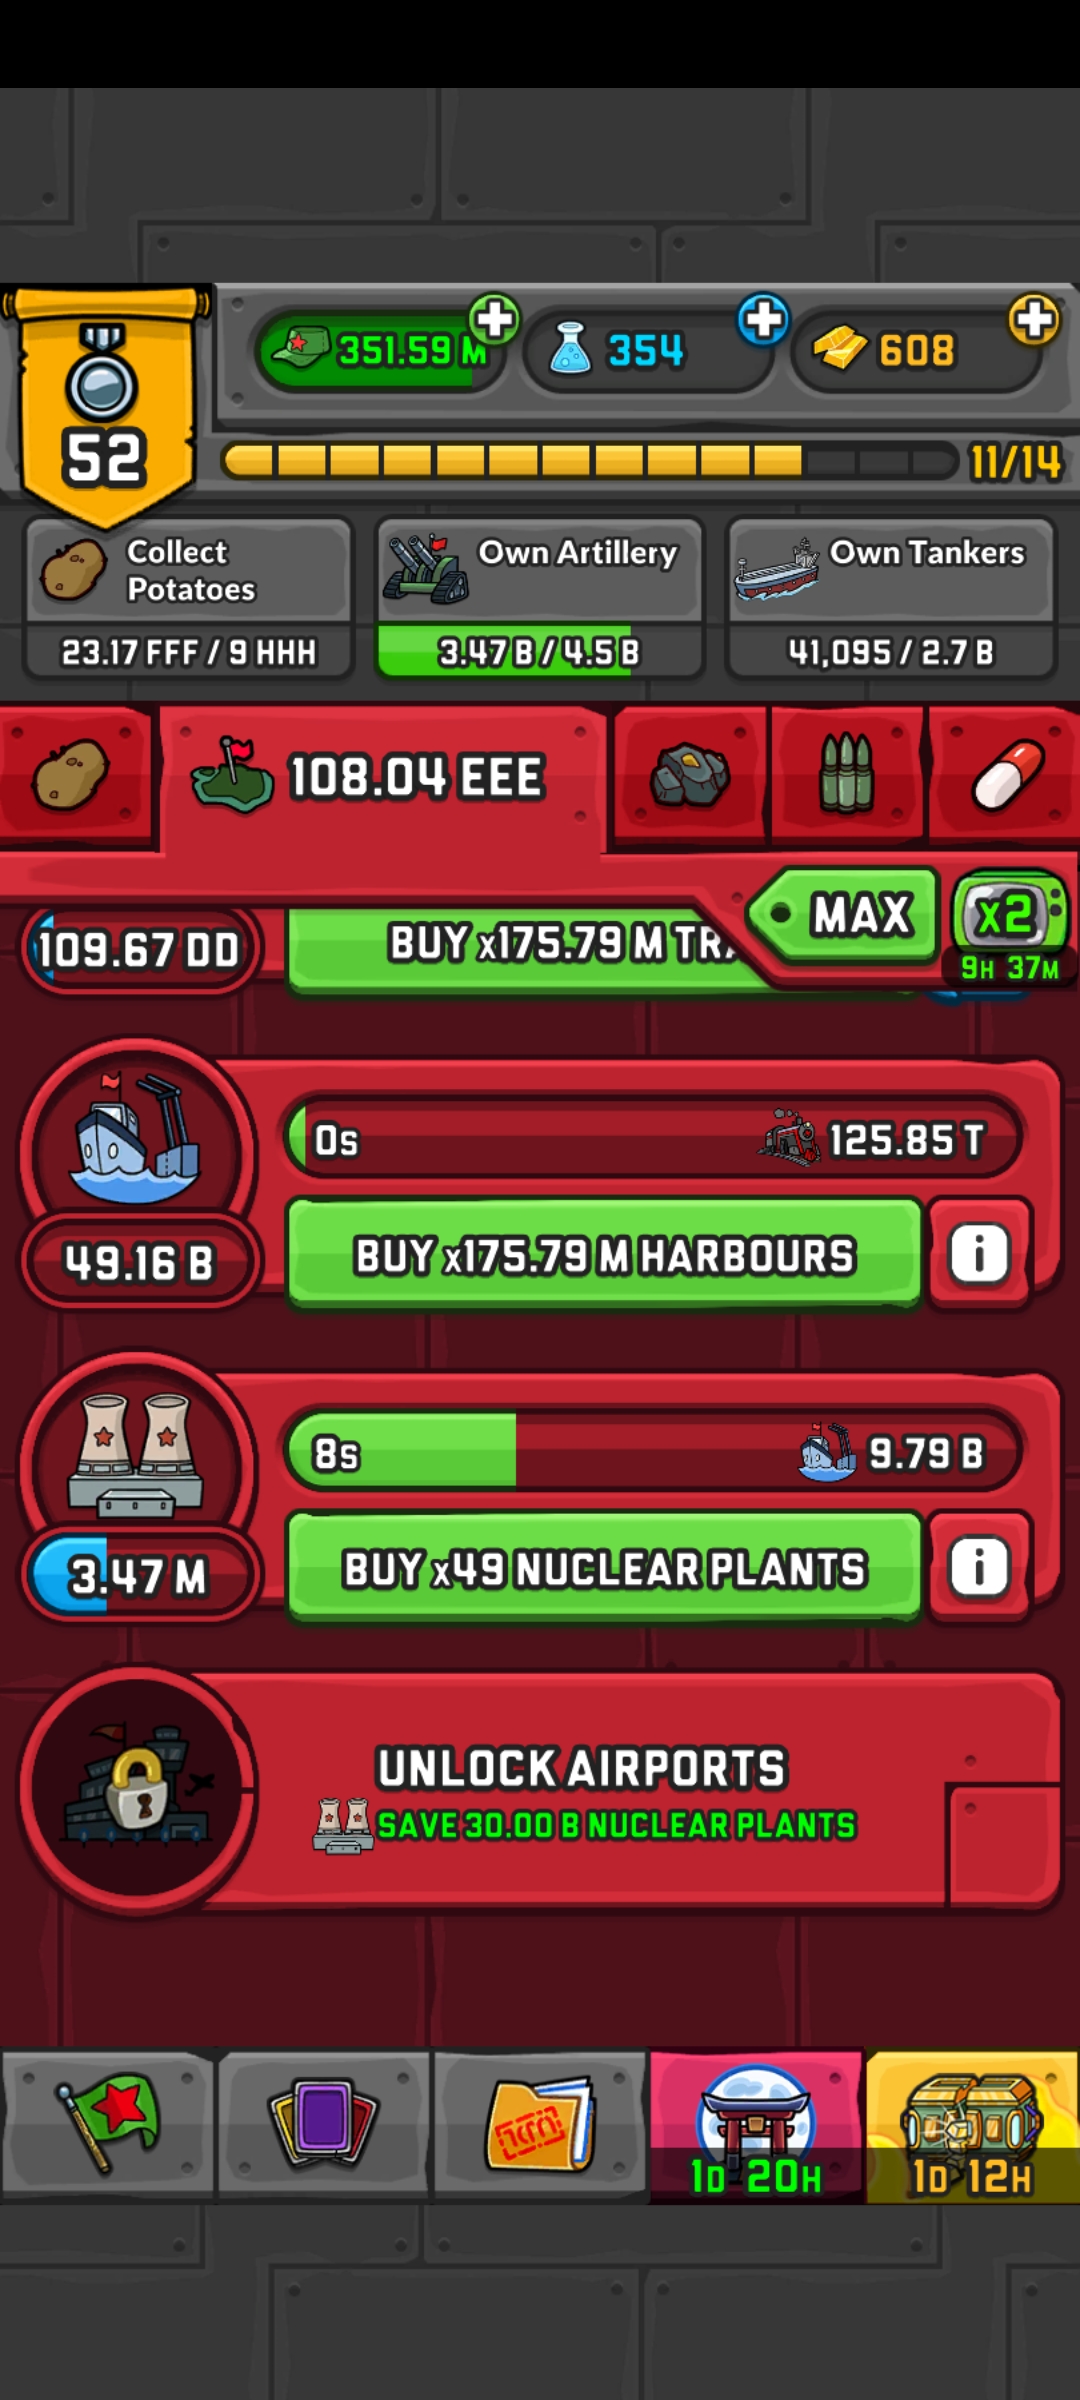 351.59 M
354
608
52
11/14
Collect
Potatoes
23.17 FFF / 9 HHH
Own Artillery
3.47 B / 4.5 B
Own Tankers
41,095 / 2.7 B
108.04 EEE
MAX
x2
9H 37M
109.67 DD
BUY x175.79 M TRA
0s
125.85 T
49.16 B
BUY x175.79 M HARBOURS
i
8s
9.79 B
3.47 M
BUY x49 NUCLEAR PLANTS
i
UNLOCK AIRPORTS
SAVE 30.00 B NUCLEAR PLANTS
1D 20H
1D 12H